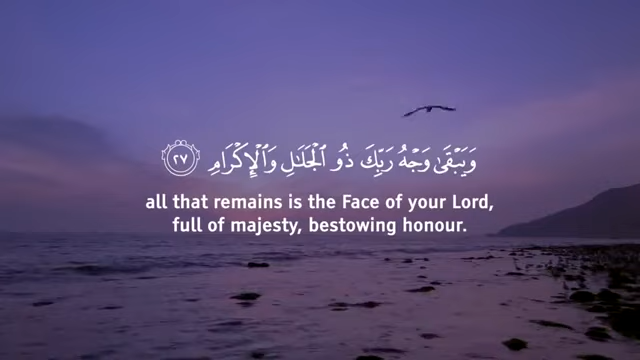 وَيَبْقَىٰ وَجْهُ رَبِّكَ ذُو ٱلْجَلَـٰلِ وَٱلْإِكْرَامِ ٢٧
all that remains is the Face of your Lord,
full of majesty, bestowing honour.